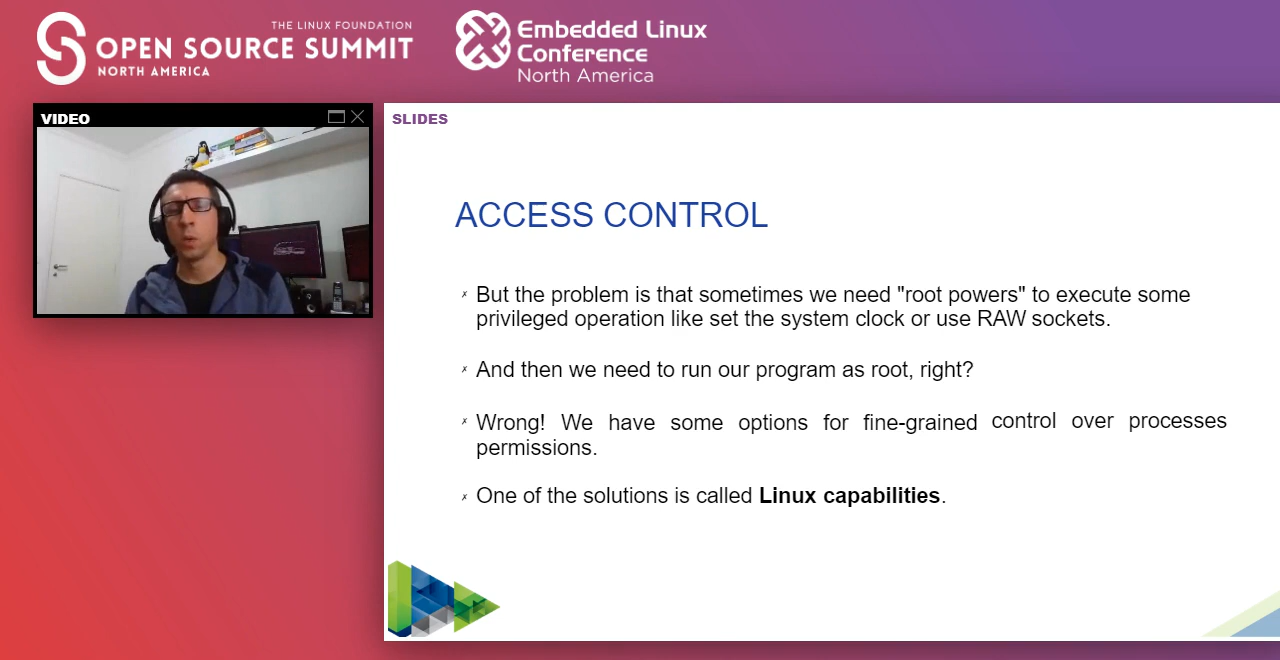 THE LINUX FOUNDATION
OPEN SOURCE SUMMIT
NORTH AMERICA
Embedded Linux
Conference
North America
VIDEO
SLIDES
ACCESS CONTROL
✗ But the problem is that sometimes we need "root powers" to execute some
privileged operation like set the system clock or use RAW sockets.
✗ And then we need to run our program as root, right?
✗ Wrong! We have some options for fine-grained control over processes
permissions.
✗ One of the solutions is called Linux capabilities.